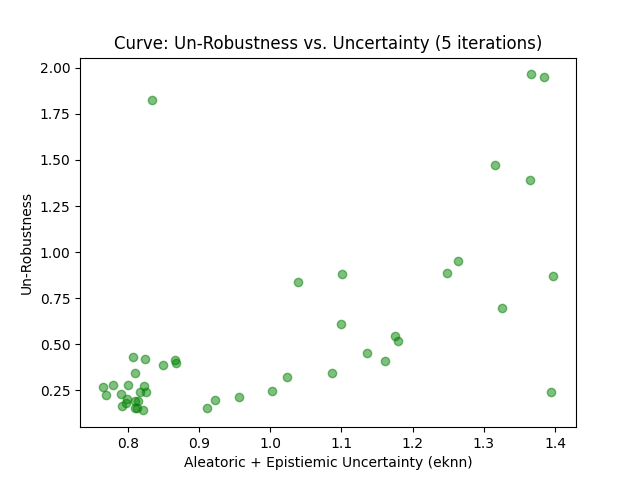 Curve: Un-Robustness vs. Uncertainty (5 iterations)
2.00
1.75
1.50
1.25
1.00
0.75
0.50
0.25
Un-Robustness
0.8 0.9 1.0 1.1 1.2 1.3 1.4
Aleatoric + Epistiemic Uncertainty (eknn)